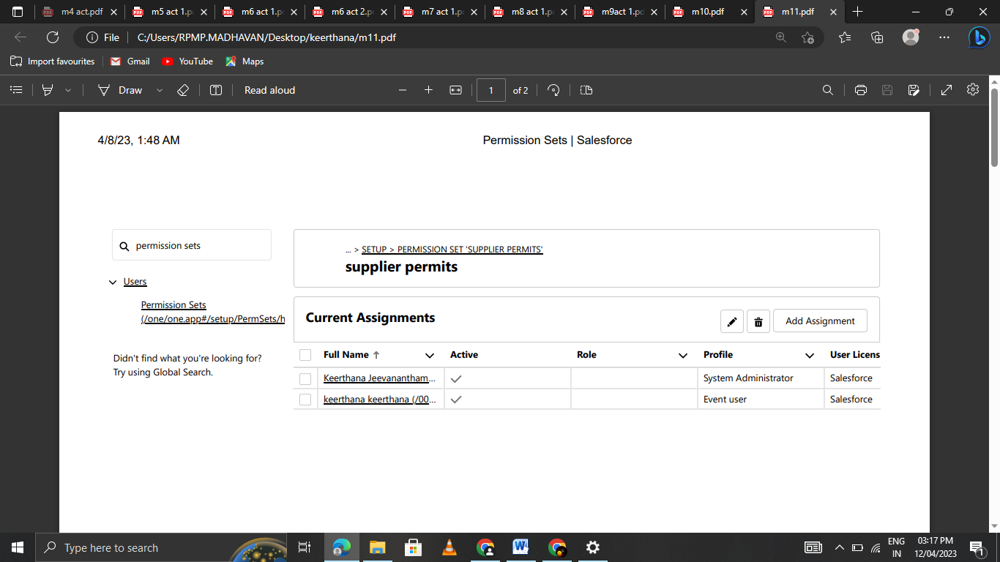 m4 act.pdf
m5 act 1.p
m6 act 1.p
m6 act 2.p
m7 act 1.p
m8 act 1.p
m9act 1.pd
m10.pdf
m11.pdf
File
C:/Users/RPMP.MADHAVAN/Desktop/keerthana/m11.pdf
Import favourites
Gmail
YouTube
Maps
Draw
Read aloud
1
of 2
4/8/23, 1:48 AM
Permission Sets | Salesforce
permission sets
Users
Permission Sets
(/one/one.app#/setup/PermSets/h
Didn't find what you're looking for?
Try using Global Search.
... > SETUP > PERMISSION SET 'SUPPLIER PERMITS'
supplier permits
Current Assignments
Add Assignment
Full Name Active Role Profile User Licens
Keerthana Jeevanantham... System Administrator Salesforce
keerthana keerthana (/00... Event user Salesforce
Type here to search
ENG
IN
03:17 PM
12/04/2023
1